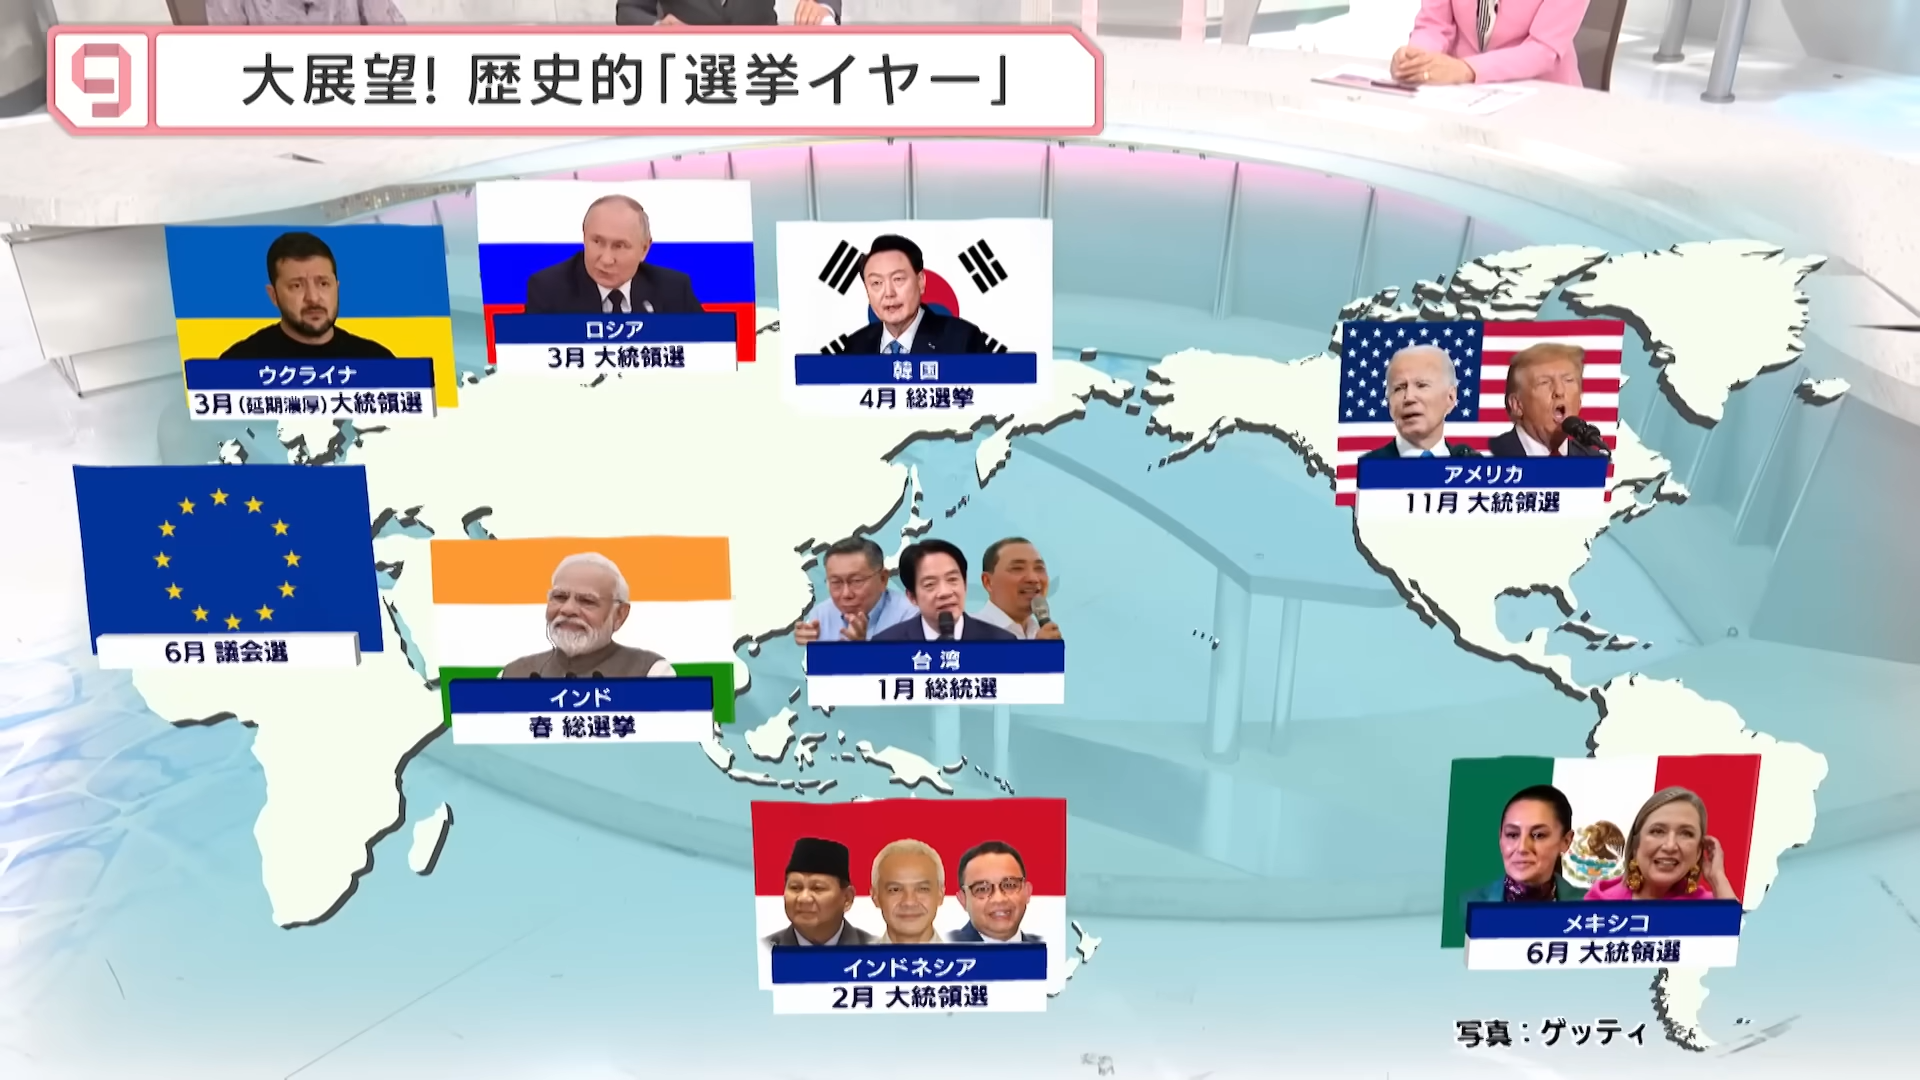 9
大展望! 歴史的「選挙イヤー」
ウクライナ
3月(延期濃厚)大統領選
ロシア
3月 大統領選
韓国
4月 総選挙
アメリカ
11月 大統領選
6月 議会選
インド
春 総選挙
台湾
1月 総統選
インドネシア
2月 大統領選
メキシコ
6月 大統領選
写真:ゲッティ